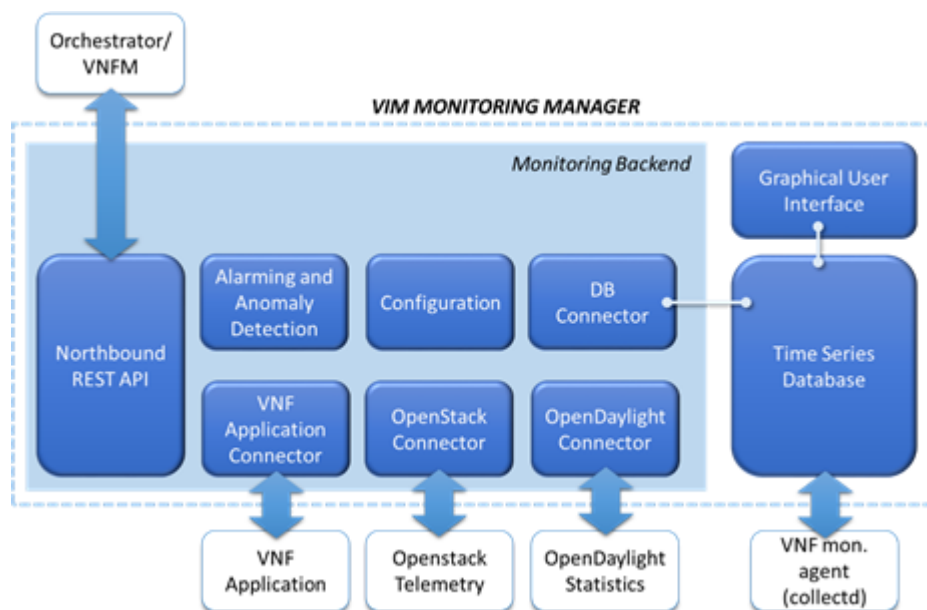 Orchestrator/
VNFM
VIM MONITORING MANAGER
Monitoring Backend
Graphical User
Interface
Northbound
REST API
Alarming and
Anomaly
Detection
Configuration
DB
Connector
Time Series
Database
VNF
Application
Connector
OpenStack
Connector
OpenDaylight
Connector
VNF
Application
Openstack
Telemetry
OpenDaylight
Statistics
VNF mon.
agent
(collectd)